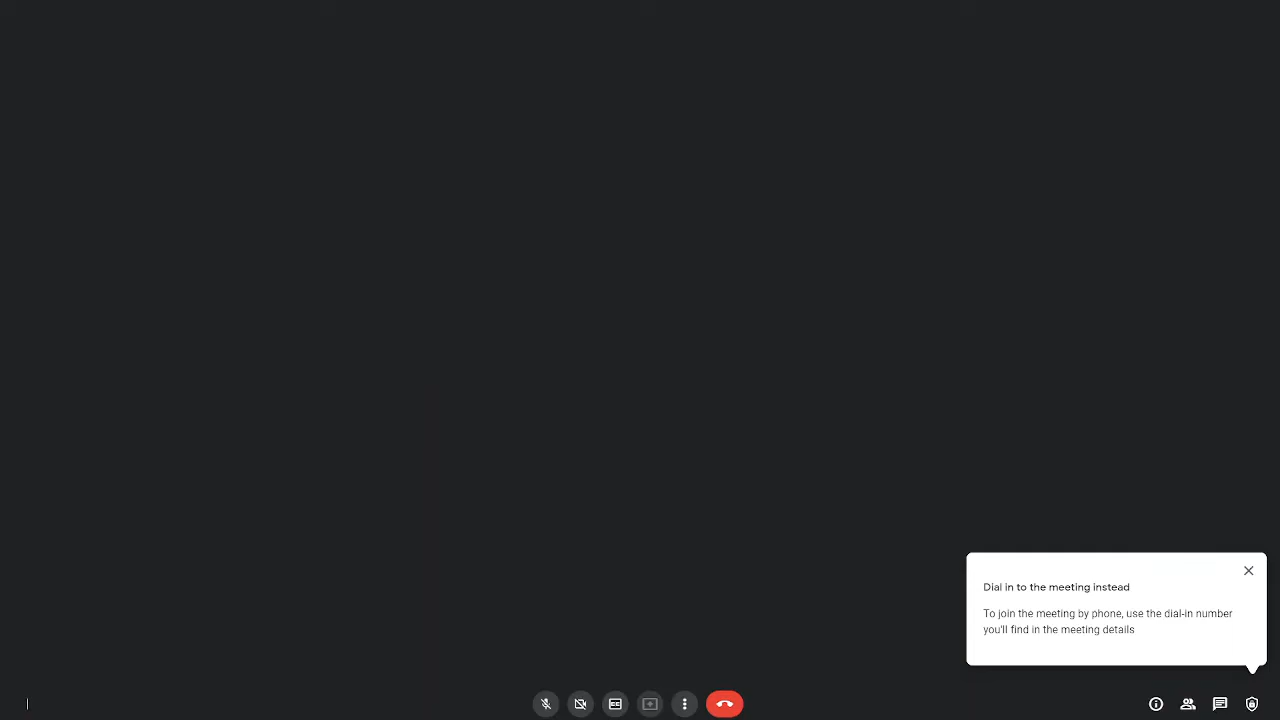 Dial in to the meeting instead
To join the meeting by phone, use the dial-in number
you'll find in the meeting details